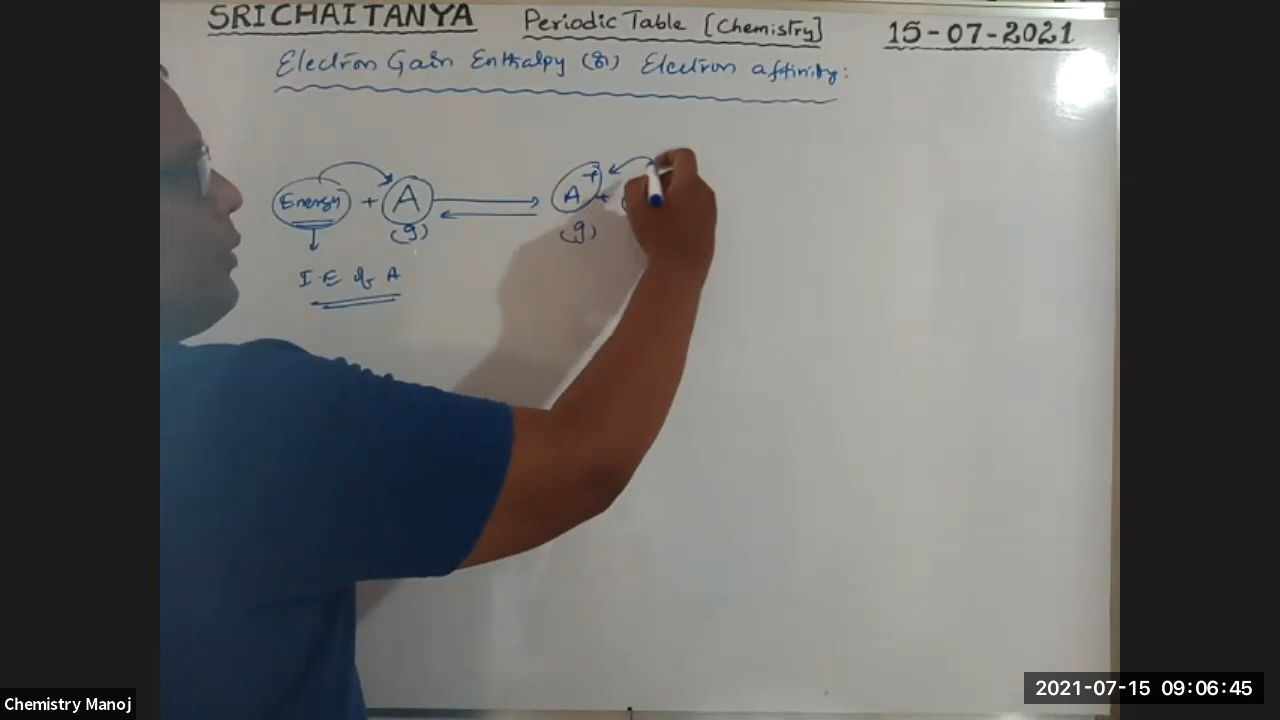 SRICHAITANYA Periodic Table [Chemistry] 15-07-2021
Electron Gain Enthalpy (or) Electron affinity:
Energy + A ⇌ A+ +
(g) (g)
I.E of A
Chemistry Manoj
2021-07-15 09:06:45